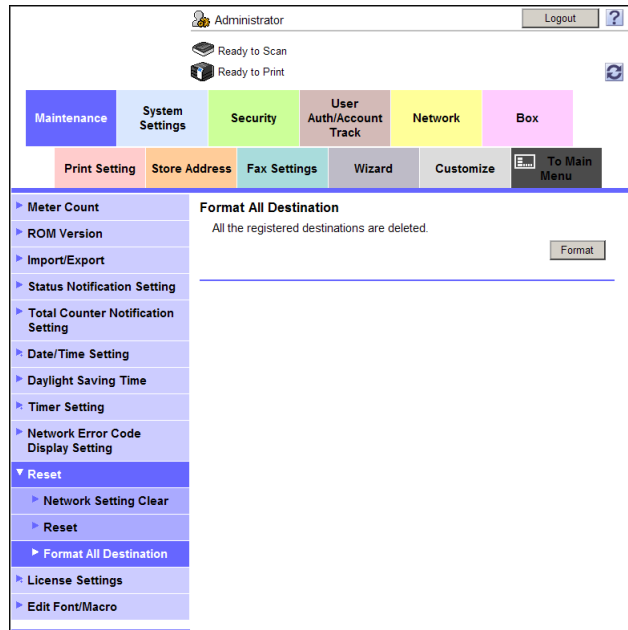 Administrator
Logout
?
Ready to Scan
Ready to Print
Maintenance
System
Settings
Security
User
Auth/Account
Track
Network
Box
Print Setting
Store Address
Fax Settings
Wizard
Customize
To Main
Menu
Meter Count
ROM Version
Import/Export
Status Notification Setting
Total Counter Notification
Setting
Date/Time Setting
Daylight Saving Time
Timer Setting
Network Error Code
Display Setting
Reset
Network Setting Clear
Reset
Format All Destination
License Settings
Edit Font/Macro
Format All Destination
All the registered destinations are deleted.
Format